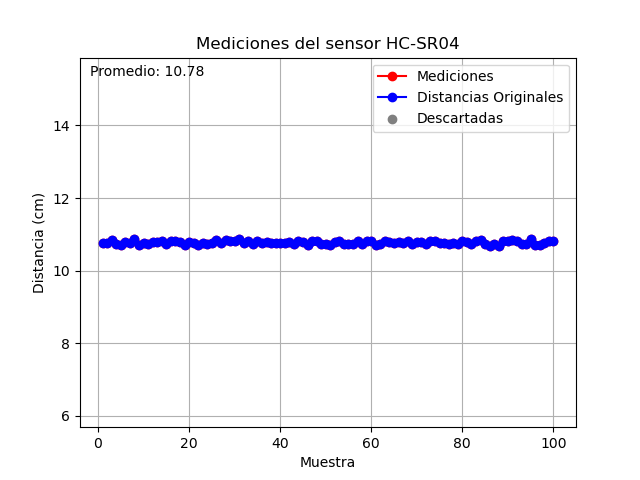 Mediciones del sensor HC-SR04
Promedio: 10.78
Mediciones
Distancias Originales
Descartadas
14
12
10
8
6
Distancia (cm)
0 20 40 60 80 100
Muestra